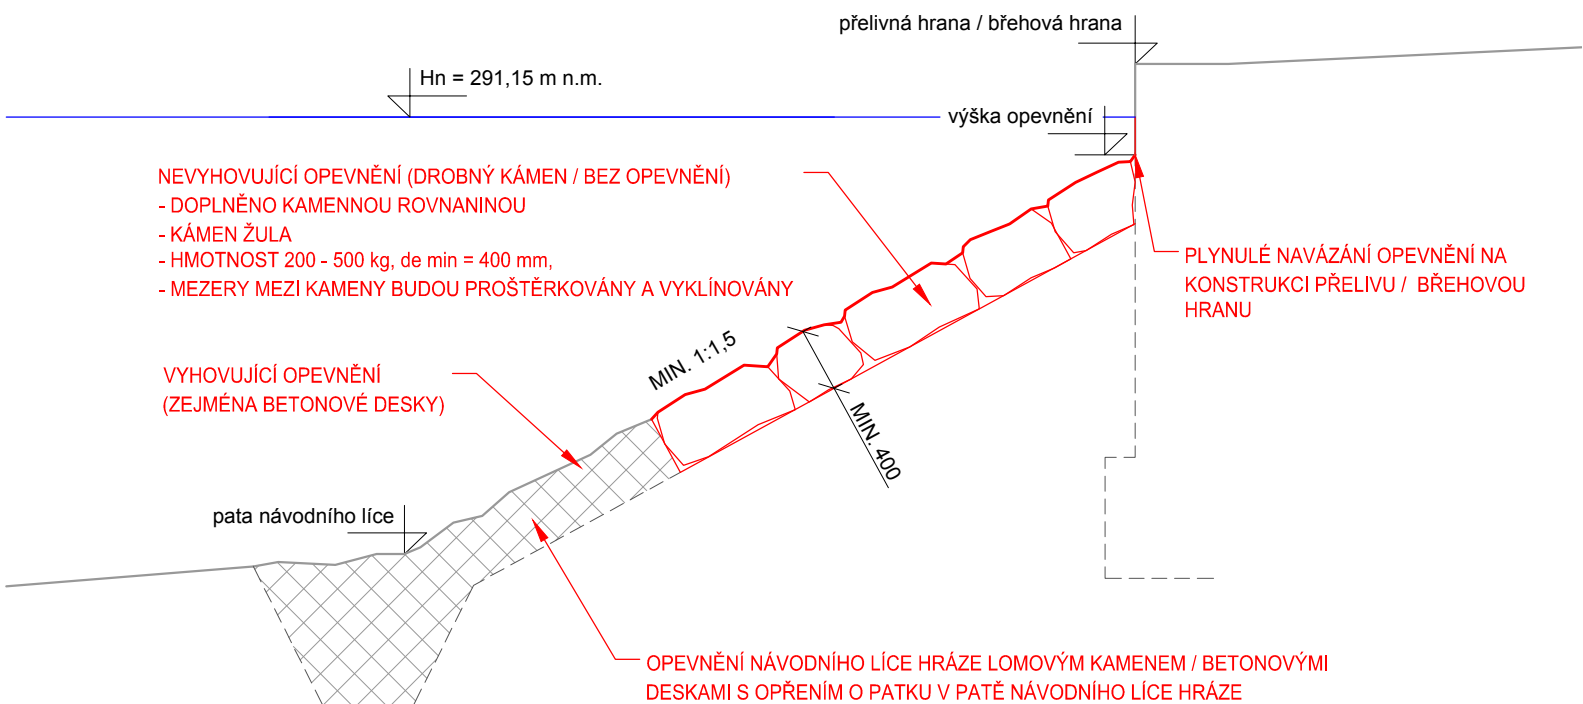 přelivná hrana / břehová hrana
Hn = 291,15 m n.m.
výška opevnění
NEVYHOVUJÍCÍ OPEVNĚNÍ (DROBNÝ KÁMEN / BEZ OPEVNĚNÍ)
- DOPLNĚNO KAMENNOU ROVNANINOU
- KÁMEN ŽULA
- HMOTNOST 200 - 500 kg, de min = 400 mm,
- MEZERY MEZI KAMENY BUDOU PROŠTĚRKOVÁNY A VYKLÍNOVÁNY
PLYNULÉ NAVÁZÁNÍ OPEVNĚNÍ NA
KONSTRUKCI PŘELIVU / BŘEHOVOU
HRANU
MIN. 1:1,5
VYHOVUJÍCÍ OPEVNĚNÍ
(ZEJMÉNA BETONOVÉ DESKY)
MIN. 400
pata návodního líce
OPEVNĚNÍ NÁVODNÍHO LÍCE HRÁZE LOMOVÝM KAMENEM / BETONOVÝMI
DESKAMI S OPŘENÍM O PATKU V PATĚ NÁVODNÍHO LÍCE HRÁZE